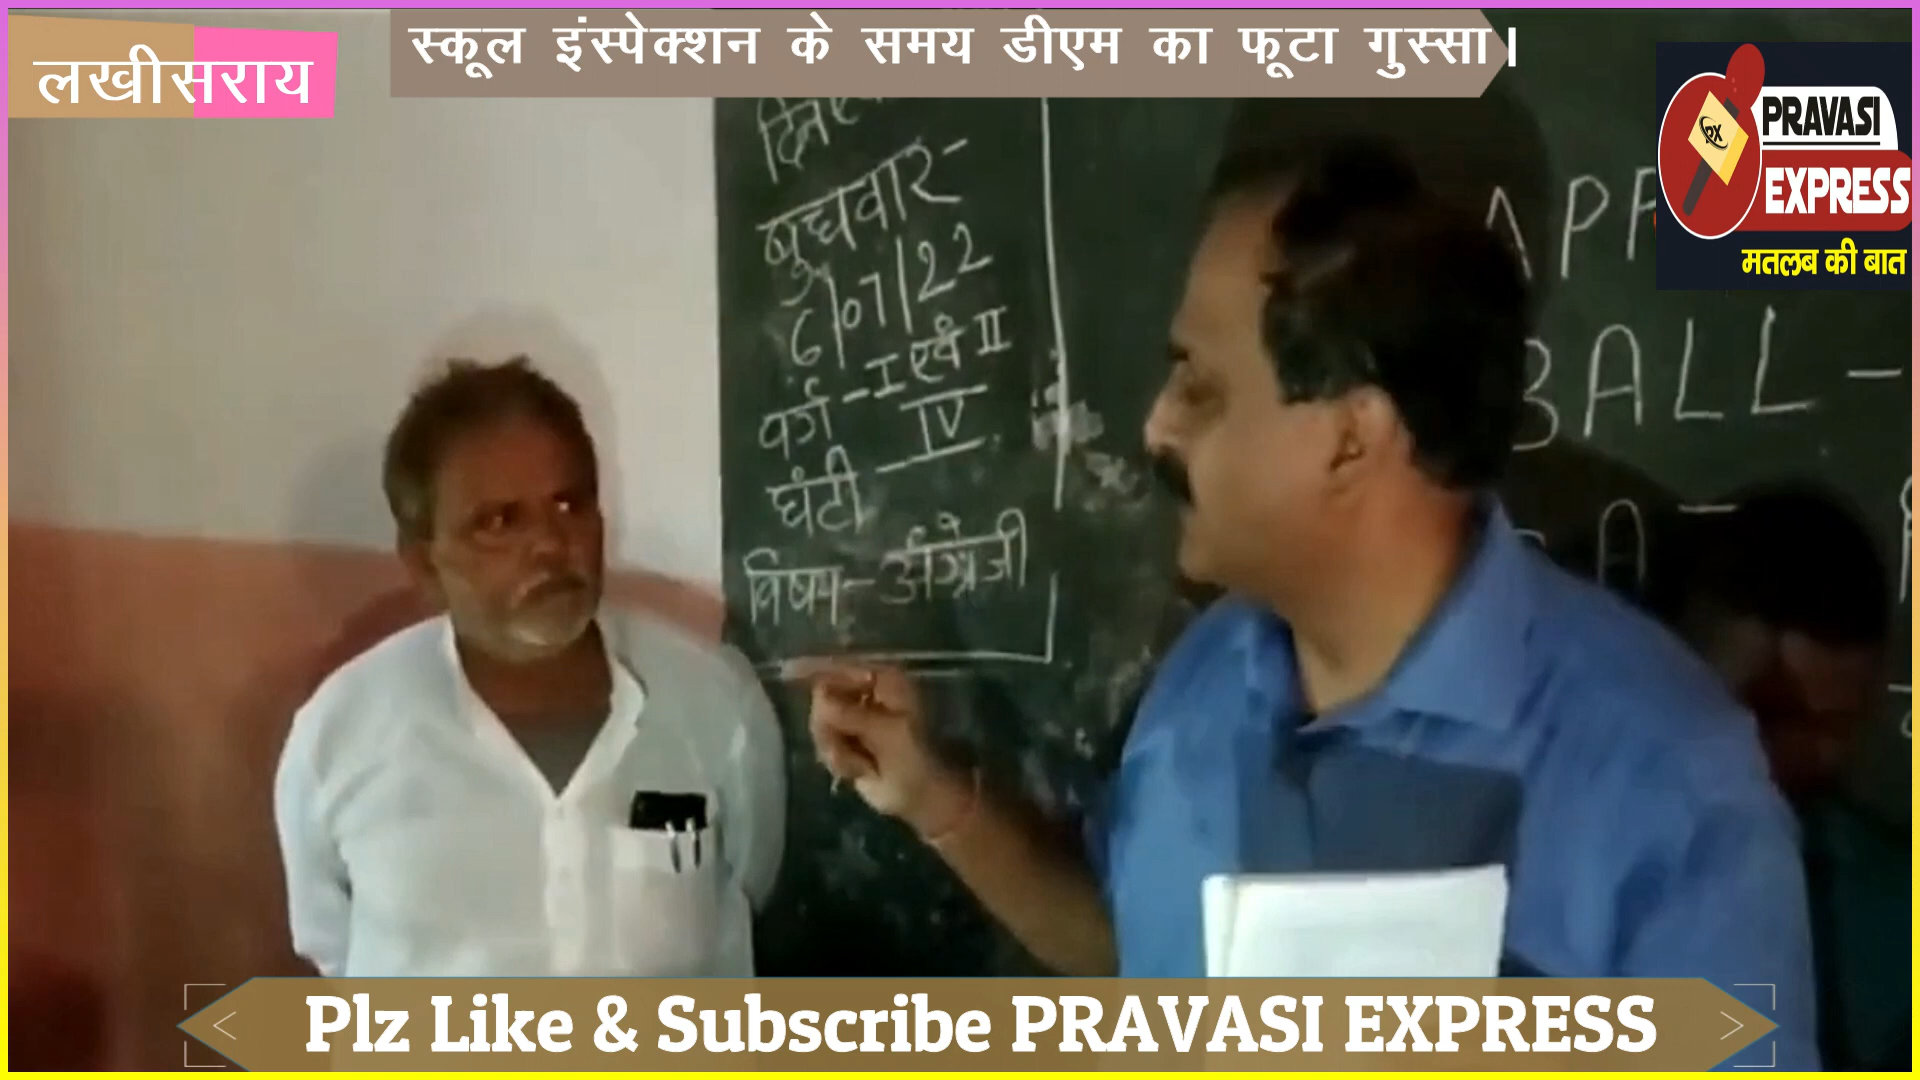 लखीसराय
स्कूल इंस्पेक्शन के समय डीएम का फूटा गुस्सा।
PRAVASI
EXPRESS
मतलब की बात
बुधवार-
6/07/22
वर्ग - I एवं II
घंटी - IV
विषय - अंग्रेजी
BALL -
Plz Like & Subscribe PRAVASI EXPRESS